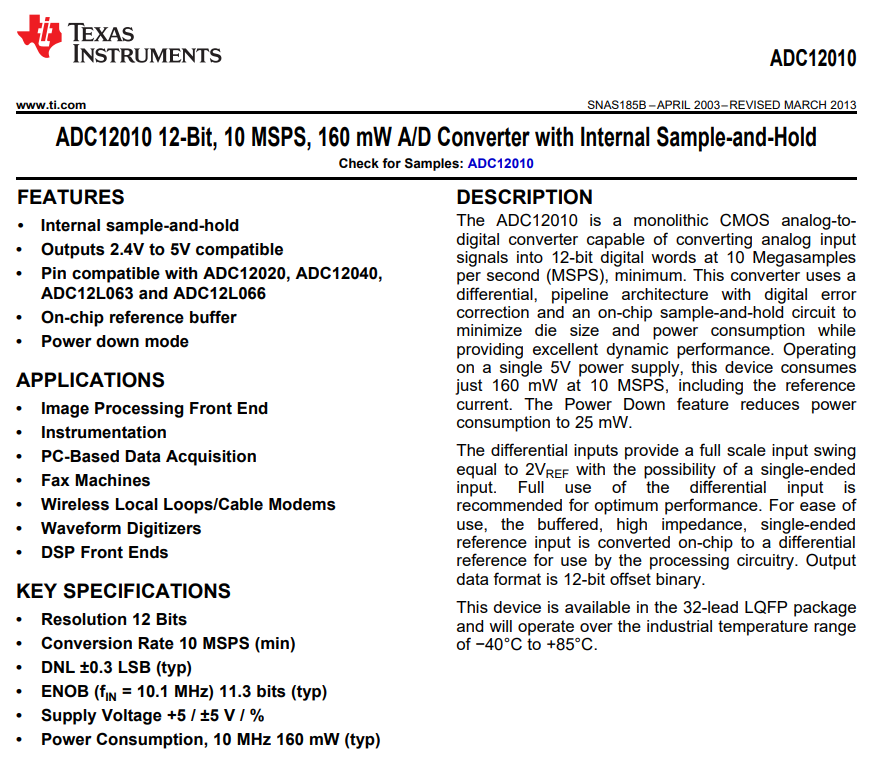 TEXAS
INSTRUMENTS
ADC12010
www.ti.com
SNAS185B – APRIL 2003 – REVISED MARCH 2013
ADC12010 12-Bit, 10 MSPS, 160 mW A/D Converter with Internal Sample-and-Hold
Check for Samples: ADC12010
FEATURES
• Internal sample-and-hold
• Outputs 2.4V to 5V compatible
• Pin compatible with ADC12020, ADC12040,
ADC12L063 and ADC12L066
• On-chip reference buffer
• Power down mode
APPLICATIONS
• Image Processing Front End
• Instrumentation
• PC-Based Data Acquisition
• Fax Machines
• Wireless Local Loops/Cable Modems
• Waveform Digitizers
• DSP Front Ends
KEY SPECIFICATIONS
• Resolution 12 Bits
• Conversion Rate 10 MSPS (min)
• DNL ±0.3 LSB (typ)
• ENOB (fIN = 10.1 MHz) 11.3 bits (typ)
• Supply Voltage +5 / ±5 V / %
• Power Consumption, 10 MHz 160 mW (typ)
DESCRIPTION
The ADC12010 is a monolithic CMOS analog-to-
digital converter capable of converting analog input
signals into 12-bit digital words at 10 Megasamples
per second (MSPS), minimum. This converter uses a
differential, pipeline architecture with digital error
correction and an on-chip sample-and-hold circuit to
minimize die size and power consumption while
providing excellent dynamic performance. Operating
on a single 5V power supply, this device consumes
just 160 mW at 10 MSPS, including the reference
current. The Power Down feature reduces power
consumption to 25 mW.
The differential inputs provide a full scale input swing
equal to 2VREF with the possibility of a single-ended
input. Full use of the differential input is
recommended for optimum performance. For ease of
use, the buffered, high impedance, single-ended
reference input is converted on-chip to a differential
reference for use by the processing circuitry. Output
data format is 12-bit offset binary.
This device is available in the 32-lead LQFP package
and will operate over the industrial temperature range
of −40°C to +85°C.